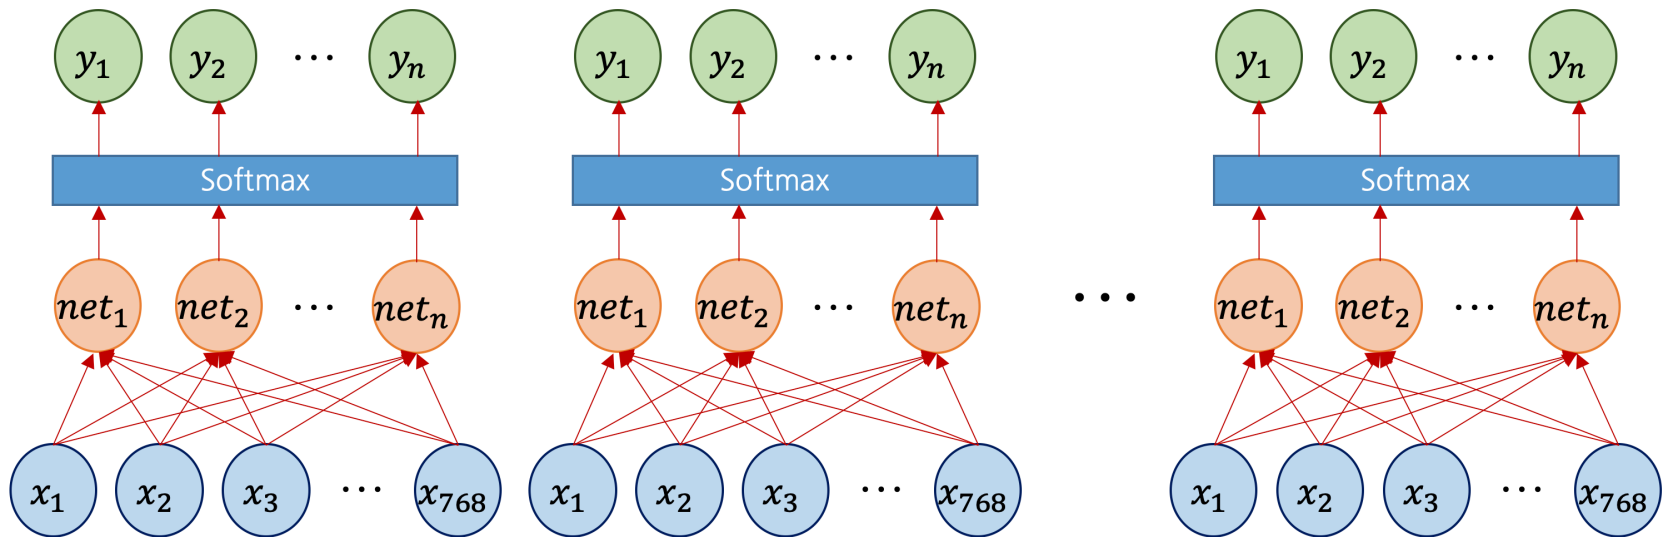 y₁ y₂ ⋯ yₙ y₁ y₂ ⋯ yₙ y₁ y₂ ⋯ yₙ
Softmax Softmax Softmax
net₁ net₂ ⋯ netₙ net₁ net₂ ⋯ netₙ ⋯ net₁ net₂ ⋯ netₙ
x₁ x₂ x₃ ⋯ x₇₆₈ x₁ x₂ x₃ ⋯ x₇₆₈ x₁ x₂ x₃ ⋯ x₇₆₈